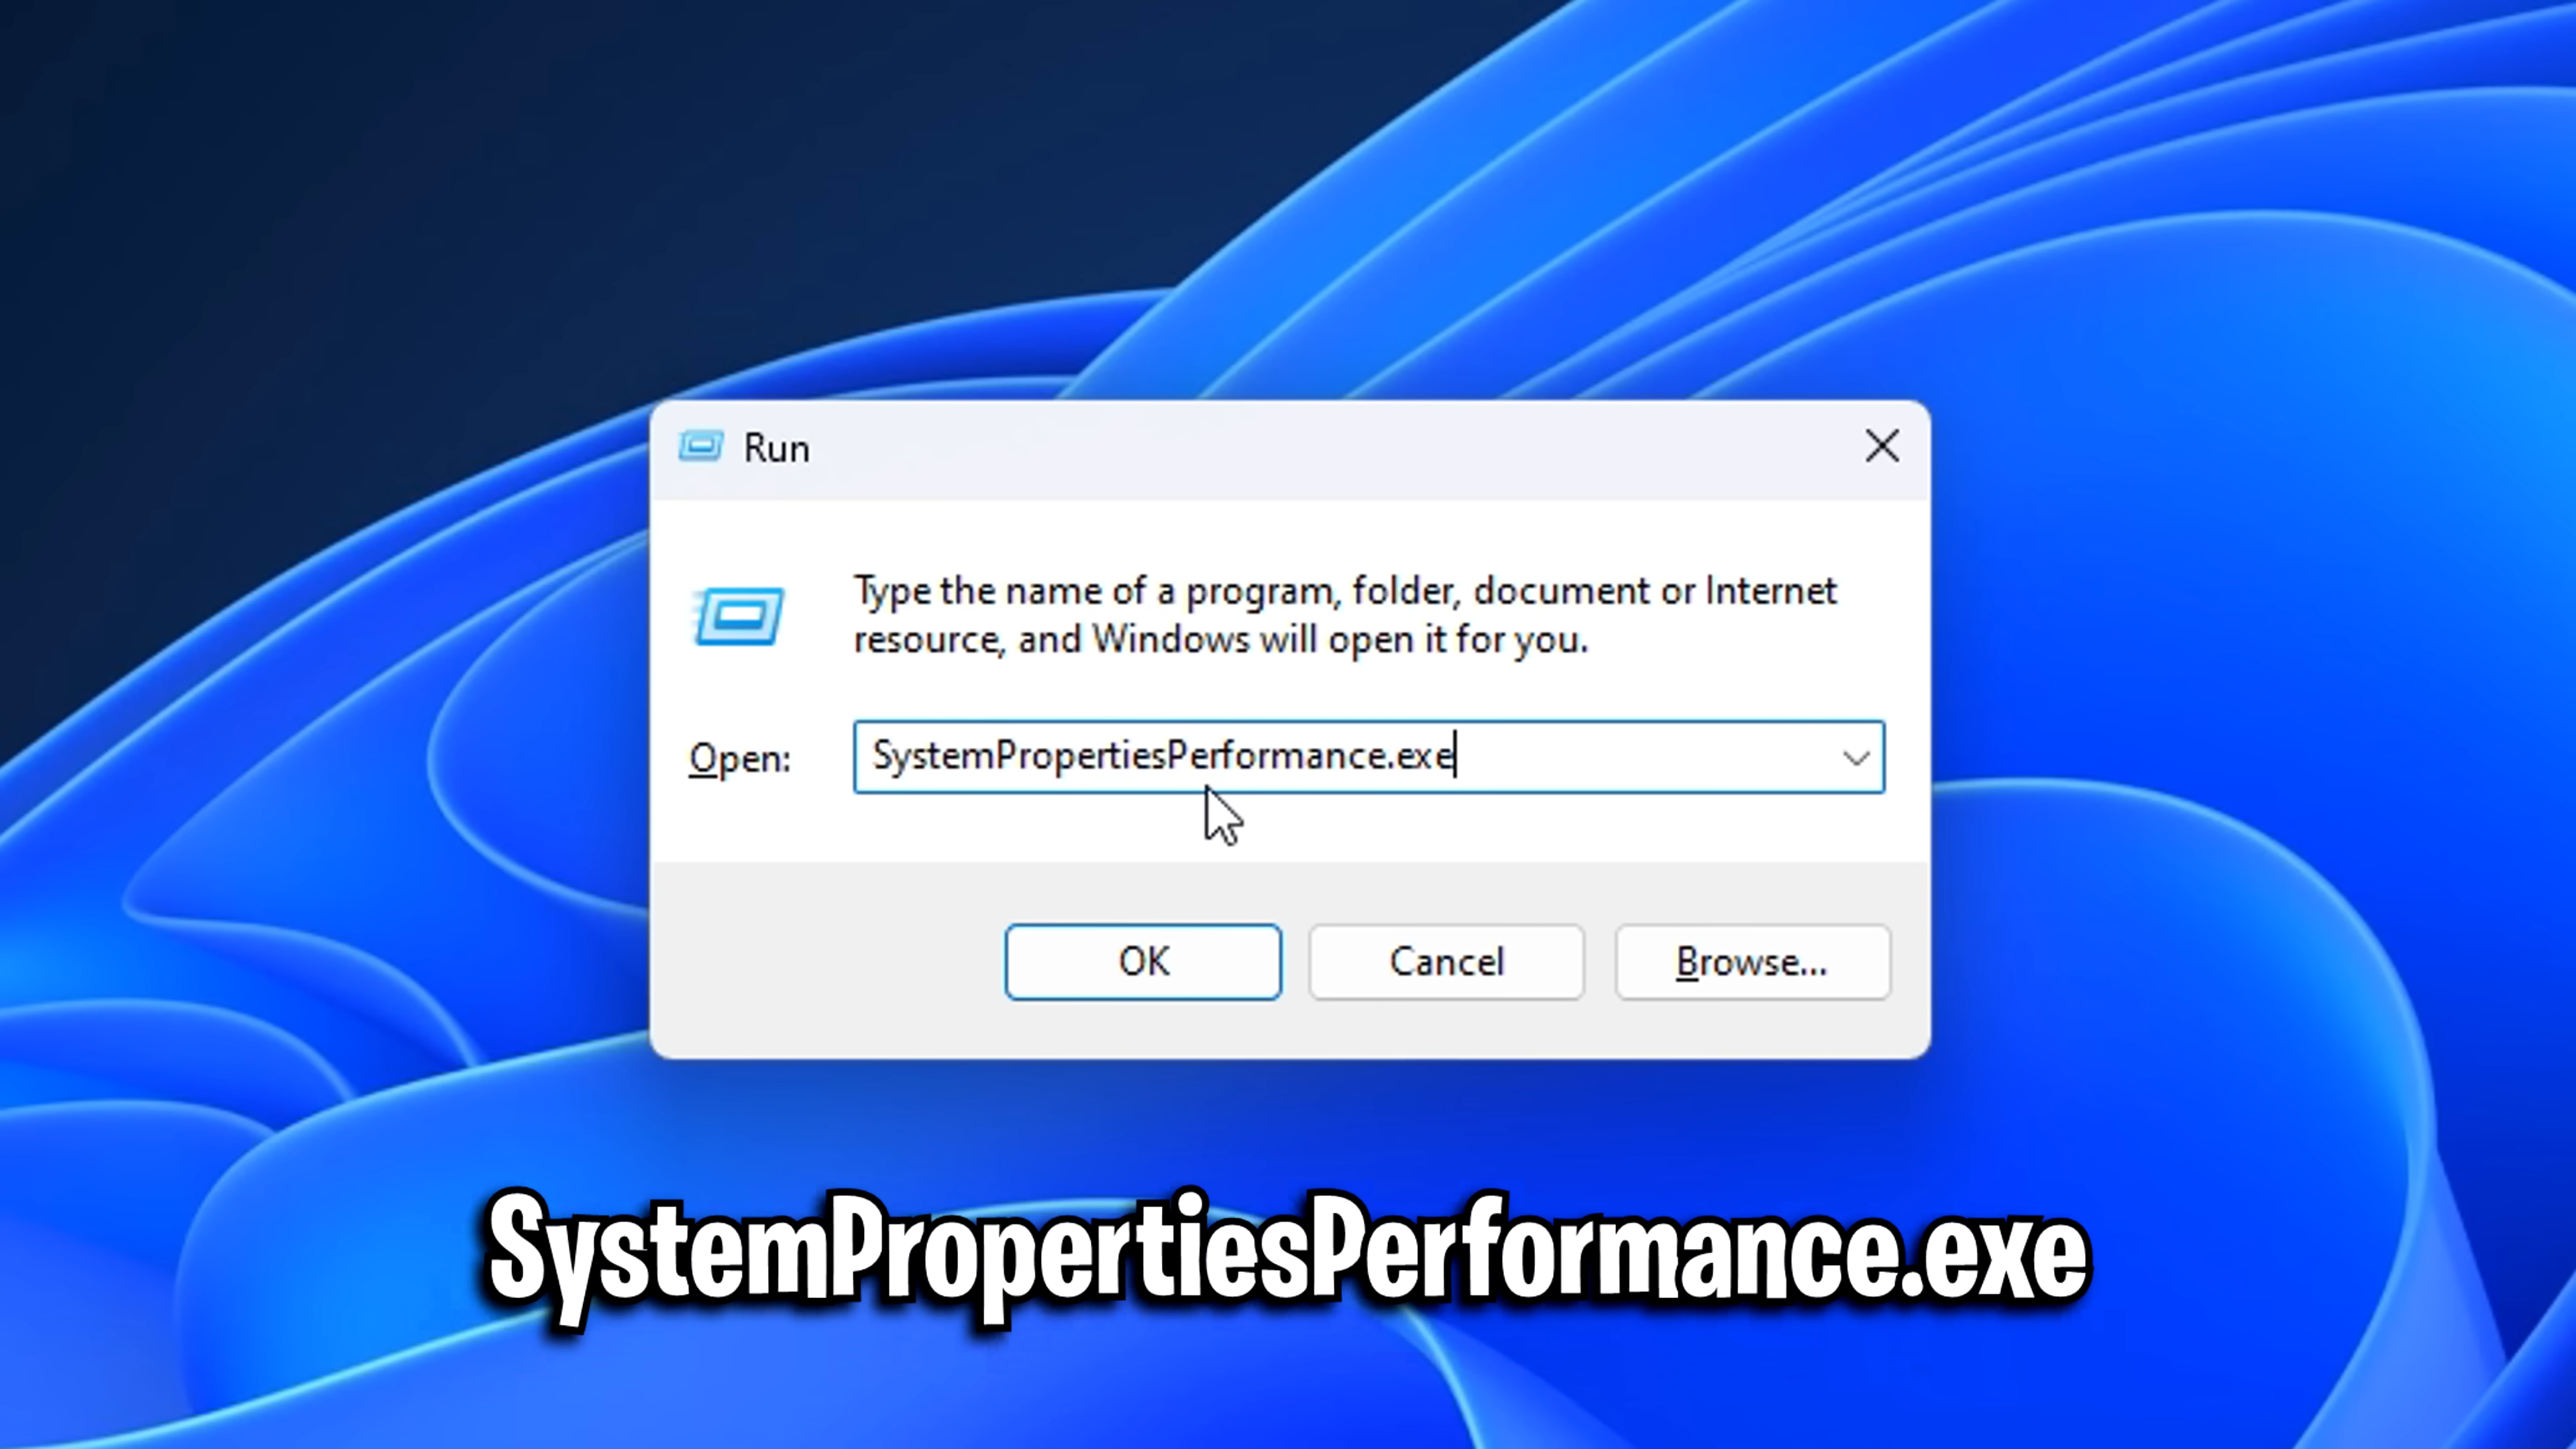 Run
Type the name of a program, folder, document or Internet
resource, and Windows will open it for you.
Open: SystemPropertiesPerformance.exe
OK Cancel Browse...
SystemPropertiesPerformance.exe